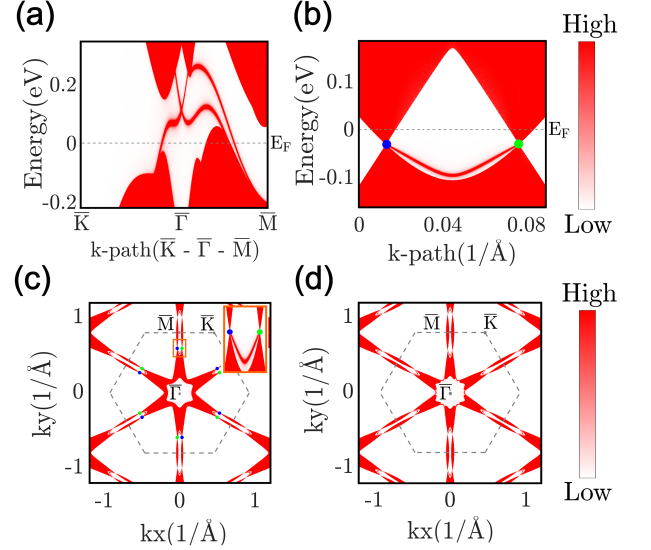 (a)
(b)
High
Low
Energy(eV)
0.2
0
-0.2
E_F
K̅
Γ̅
M̅
k-path(K̅ - Γ̅ - M̅)
Energy(eV)
0.1
0
-0.1
E_F
0
0.04
0.08
k-path(1/Å)
(c)
(d)
High
Low
ky(1/Å)
1
0
-1
M̅
K̅
Γ̅
-1
0
1
kx(1/Å)
ky(1/Å)
1
0
-1
M̅
K̅
Γ̅
-1
0
1
kx(1/Å)